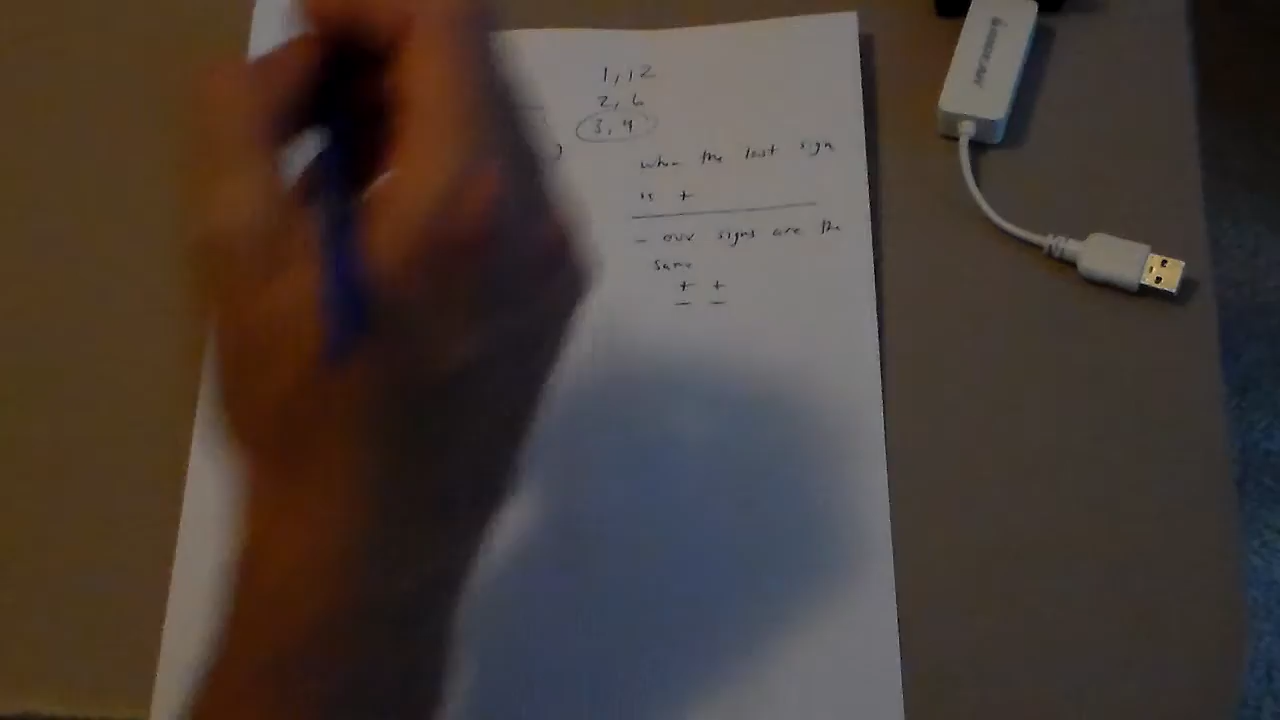 1, 12
2, 6
3, 4
when the last sign
is +
- our signs are the
same
+ +
- -